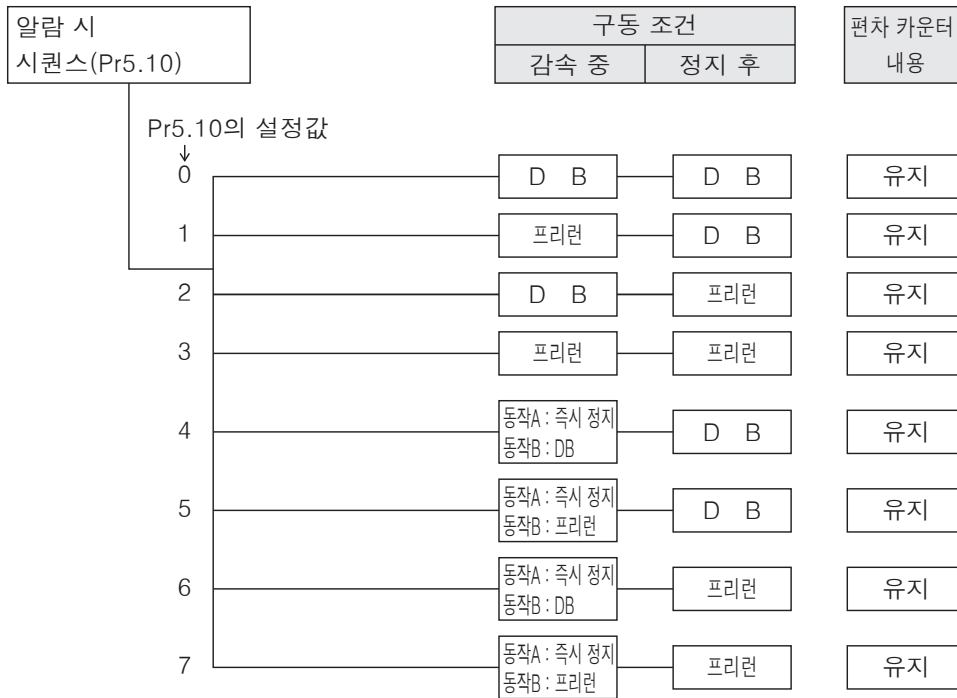 알람 시
시퀀스(Pr5.10)
구동 조건
감속 중
정지 후
편차 카운터
내용
Pr5.10의 설정값
↓
0
D B
D B
유지
1
프리런
D B
유지
2
D B
프리런
유지
3
프리런
프리런
유지
4
동작A : 즉시 정지
동작B : DB
D B
유지
5
동작A : 즉시 정지
동작B : 프리런
D B
유지
6
동작A : 즉시 정지
동작B : DB
프리런
유지
7
동작A : 즉시 정지
동작B : 프리런
프리런
유지